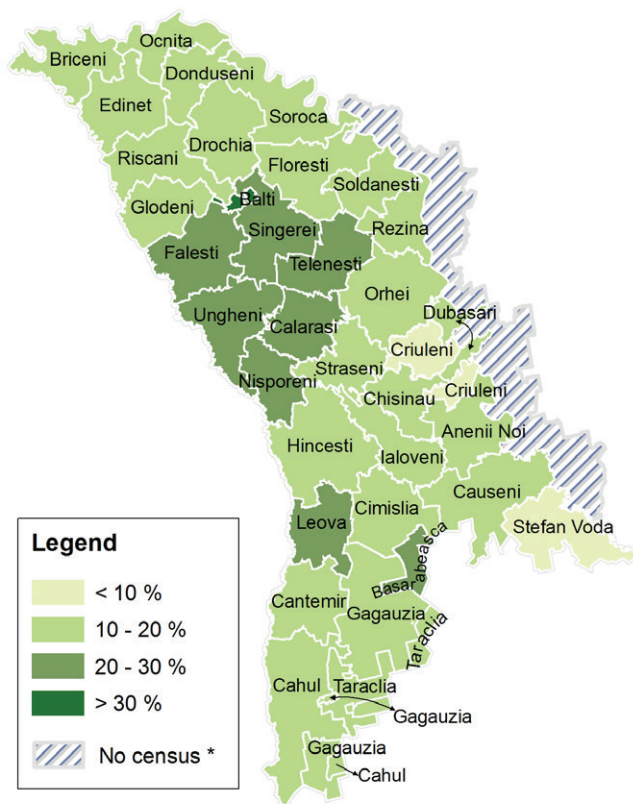 Ocnita
Briceni
Donduseni
Edinet
Soroca
Drochia
Riscani
Floresti
Soldanesti
Balti
Glodeni
Singerei
Rezina
Falesti
Telenesti
Orhei
Dubasari
Ungheni
Calarasi
Criuleni
Straseni
Nisporeni
Chisinau
Criuleni
Anenii Noi
Hincesti
Ialoveni
Causeni
Cimislia
Leova
Stefan Voda
Basarabeasca
Cantemir
Gagauzia
Taraclia
Cahul
Taraclia
Gagauzia
Gagauzia
Cahul
Legend
< 10 %
10 - 20 %
20 - 30 %
> 30 %
No census *